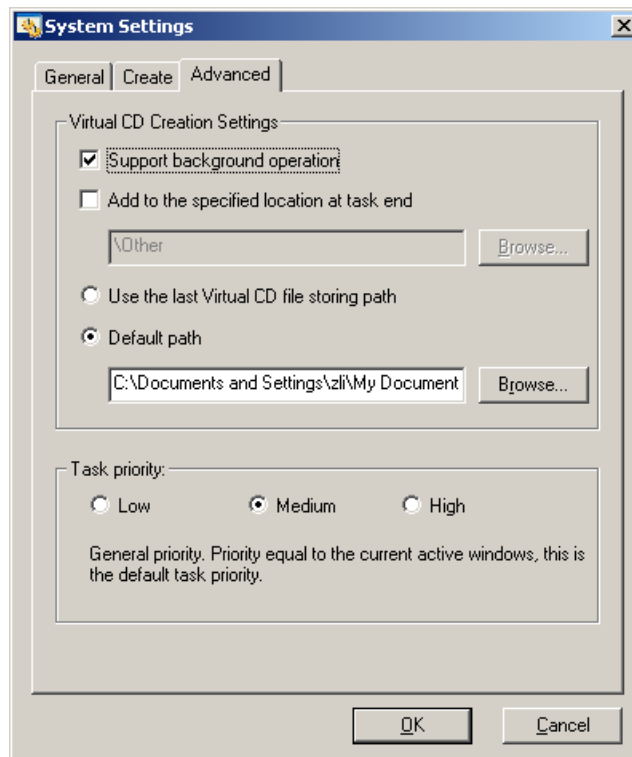 System Settings
General Create Advanced
Virtual CD Creation Settings
Support background operation
Add to the specified location at task end
\Other Browse...
Use the last Virtual CD file storing path
Default path
C:\Documents and Settings\zli\My Document Browse...
Task priority:
Low Medium High
General priority. Priority equal to the current active windows, this is
the default task priority.
OK Cancel